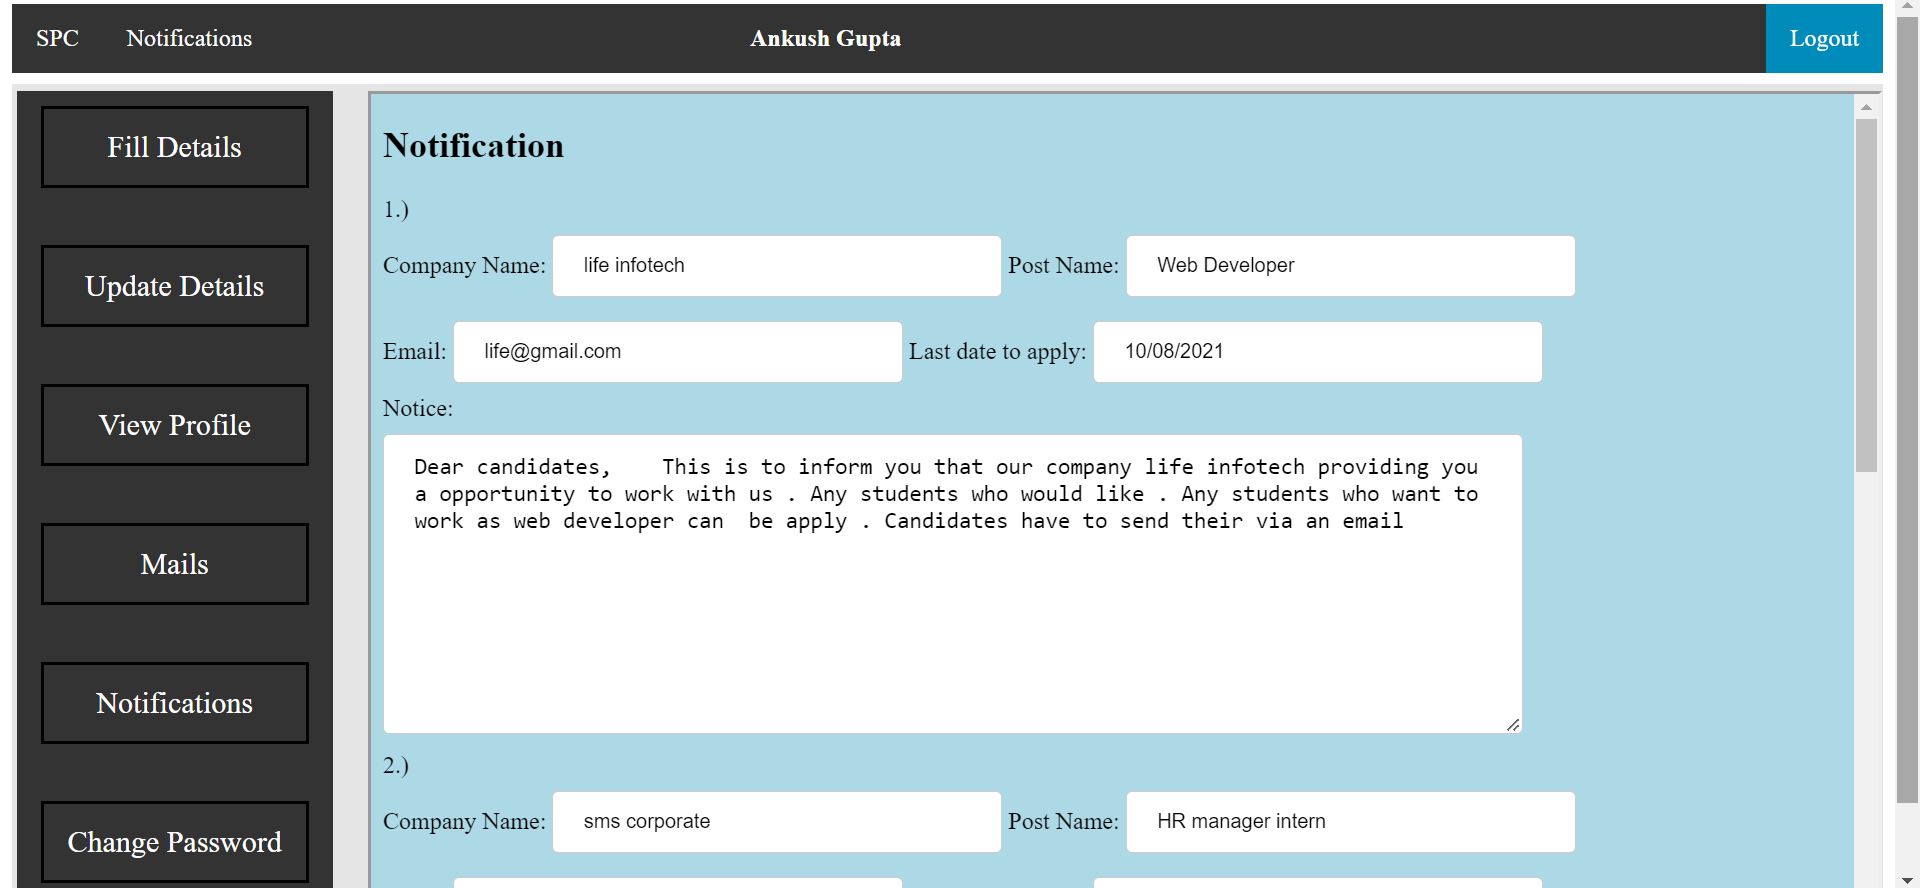 SPC Notifications Ankush Gupta Logout
Fill Details
Update Details
View Profile
Mails
Notifications
Change Password
Notification
1.)
Company Name: life infotech Post Name: Web Developer
Email: life@gmail.com Last date to apply: 10/08/2021
Notice:
Dear candidates,    This is to inform you that our company life infotech providing you
a opportunity to work with us . Any students who would like . Any students who want to
work as web developer can  be apply . Candidates have to send their via an email
2.)
Company Name: sms corporate Post Name: HR manager intern